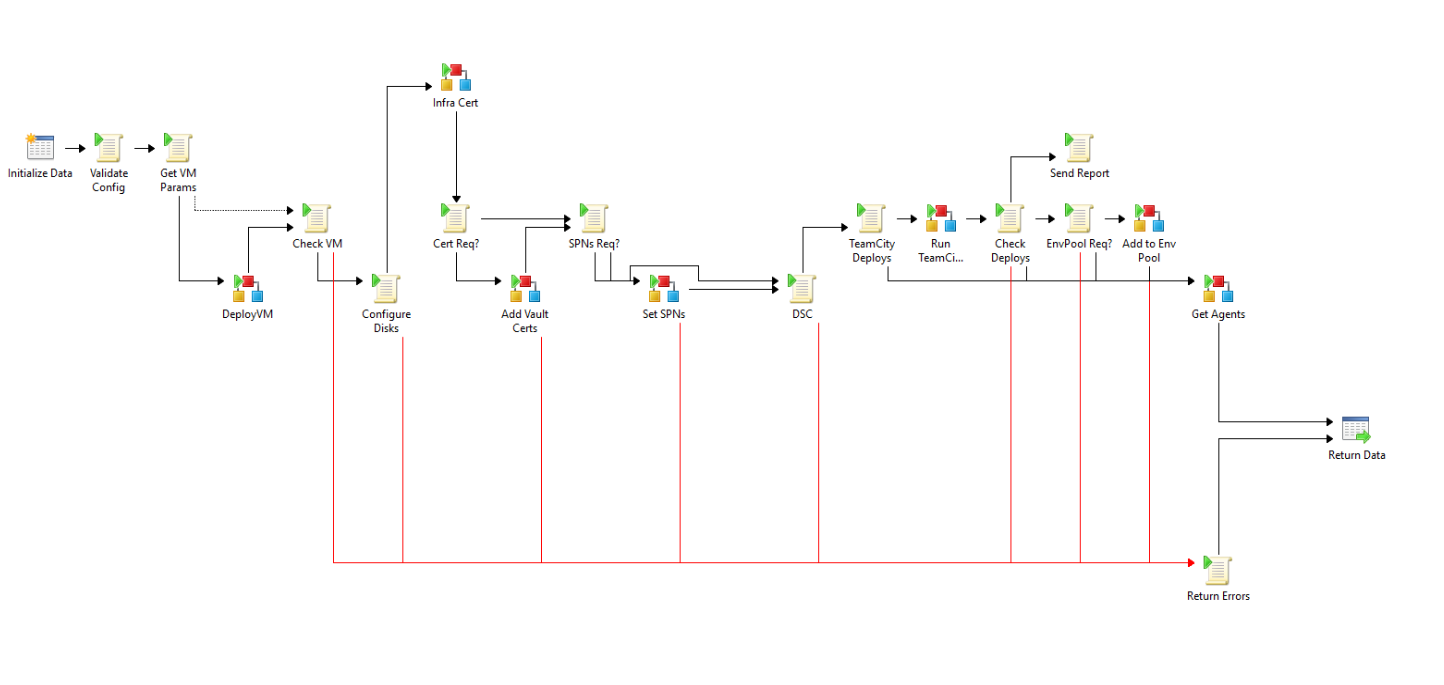 Infra Cert
Initialize Data
Validate
Config
Get VM
Params
Send Report
Check VM
Cert Req?
SPNs Req?
TeamCity
Deploys
Run
TeamCi...
Check
Deploys
EnvPool Req?
Add to Env
Pool
DeployVM
Configure
Disks
Add Vault
Certs
Set SPNs
DSC
Get Agents
Return Data
Return Errors